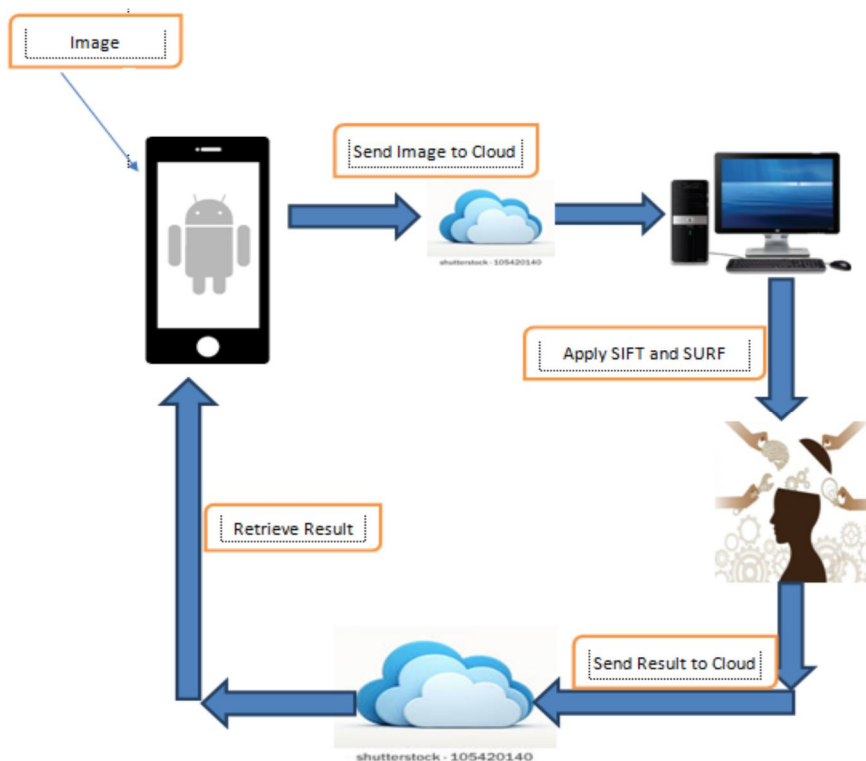 Image
Send Image to Cloud
shutterstock · 105420140
Apply SIFT and SURF
Retrieve Result
Send Result to Cloud
shutterstock · 105420140